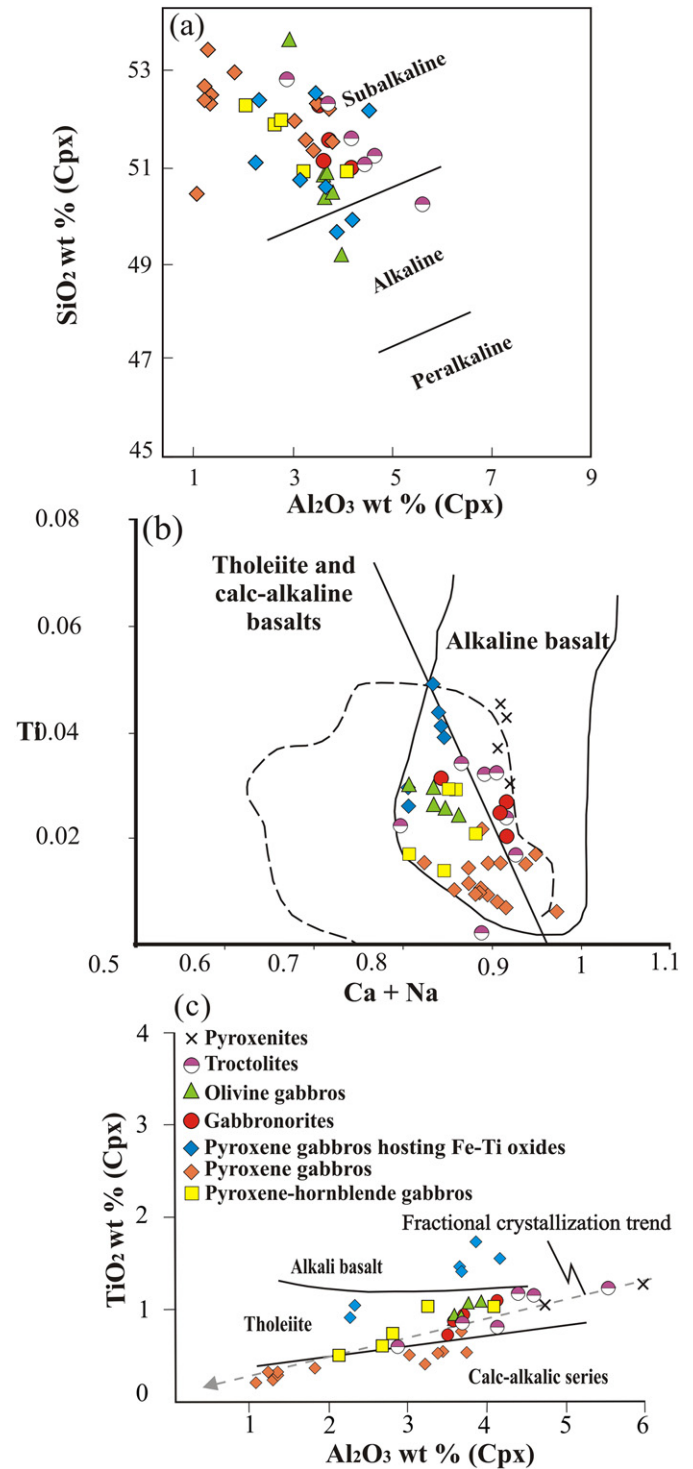 (a)
53
51
49
47
45
SiO₂ wt % (Cpx)
Subalkaline
Alkaline
Peralkaline
1 3 5 7 9
Al₂O₃ wt % (Cpx)
(b)
0.08
0.06
0.04
0.02
Ti
Tholeiite and
calc-alkaline
basalts
Alkaline basalt
0.5 0.6 0.7 0.8 0.9 1 1.1
Ca + Na
(c)
4
3
2
1
0
TiO₂ wt % (Cpx)
Pyroxenites
Troctolites
Olivine gabbros
Gabbronorites
Pyroxene gabbros hosting Fe-Ti oxides
Pyroxene gabbros
Pyroxene-hornblende gabbros
Fractional crystallization trend
Alkali basalt
Tholeiite
Calc-alkalic series
1 2 3 4 5 6
Al₂O₃ wt % (Cpx)